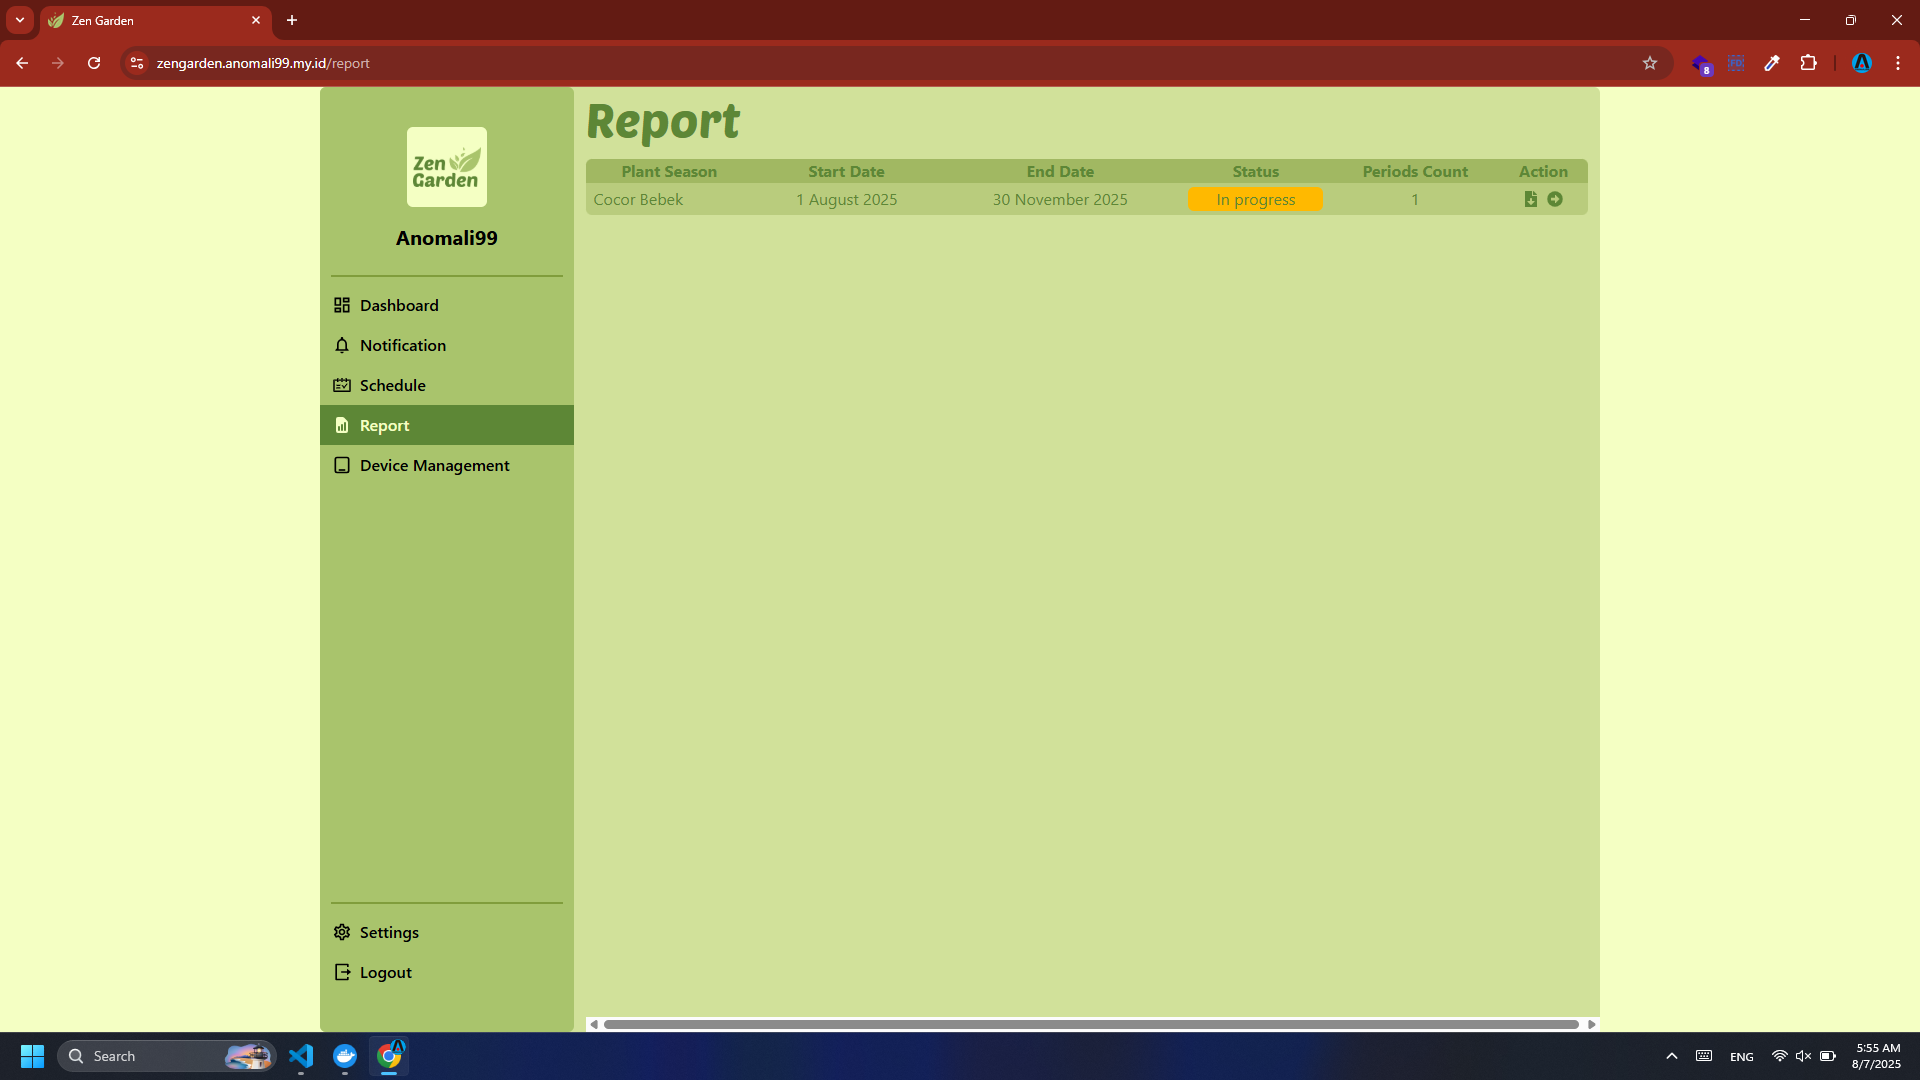 Zen Garden
zengarden.anomali99.my.id/report
8
Zen
Garden
Anomali99
Dashboard
Notification
Schedule
Report
Device Management
Settings
Logout
Report
Plant Season Start Date End Date Status Periods Count Action
Cocor Bebek 1 August 2025 30 November 2025 In progress 1
Search
ENG
5:55 AM
8/7/2025